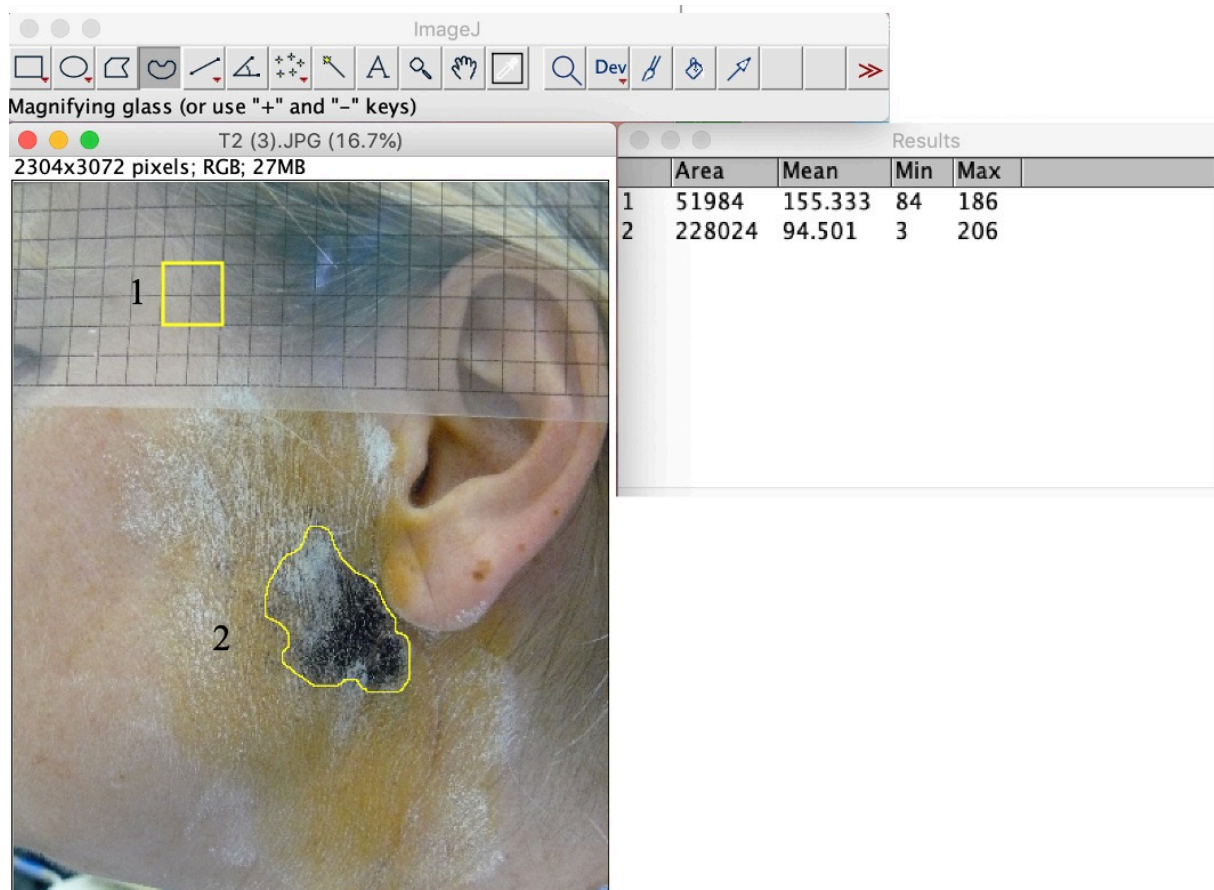 ImageJ
A Dev >>
Magnifying glass (or use "+" and "-" keys)
T2 (3).JPG (16.7%)
2304x3072 pixels; RGB; 27MB
Results
Area Mean Min Max
1 51984 155.333 84 186
2 228024 94.501 3 206
1
2